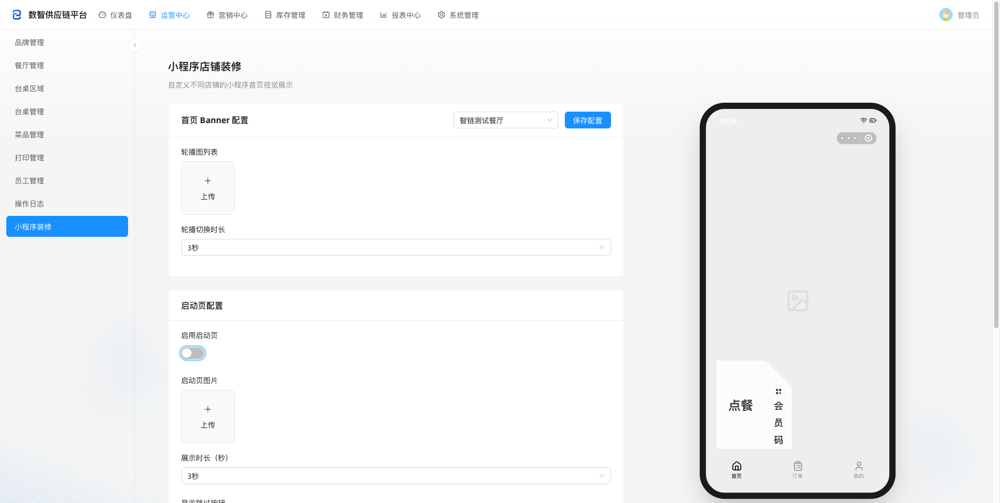 数智供应链平台 仪表盘 运营中心 营销中心 库存管理 财务管理 报表中心 系统管理 管理员
品牌管理
餐厅管理
台桌区域
台桌管理
菜品管理
打印管理
员工管理
操作日志
小程序装修
小程序店铺装修
自定义不同店铺的小程序首页视觉展示
首页 Banner 配置 智链测试餐厅 保存配置
轮播图列表
上传
轮播切换时长
3秒
启动页配置
启用启动页
启动页图片
上传
展示时长（秒）
3秒
显示跳过按钮
20:56
点餐
会
员
码
首页 订单 我的